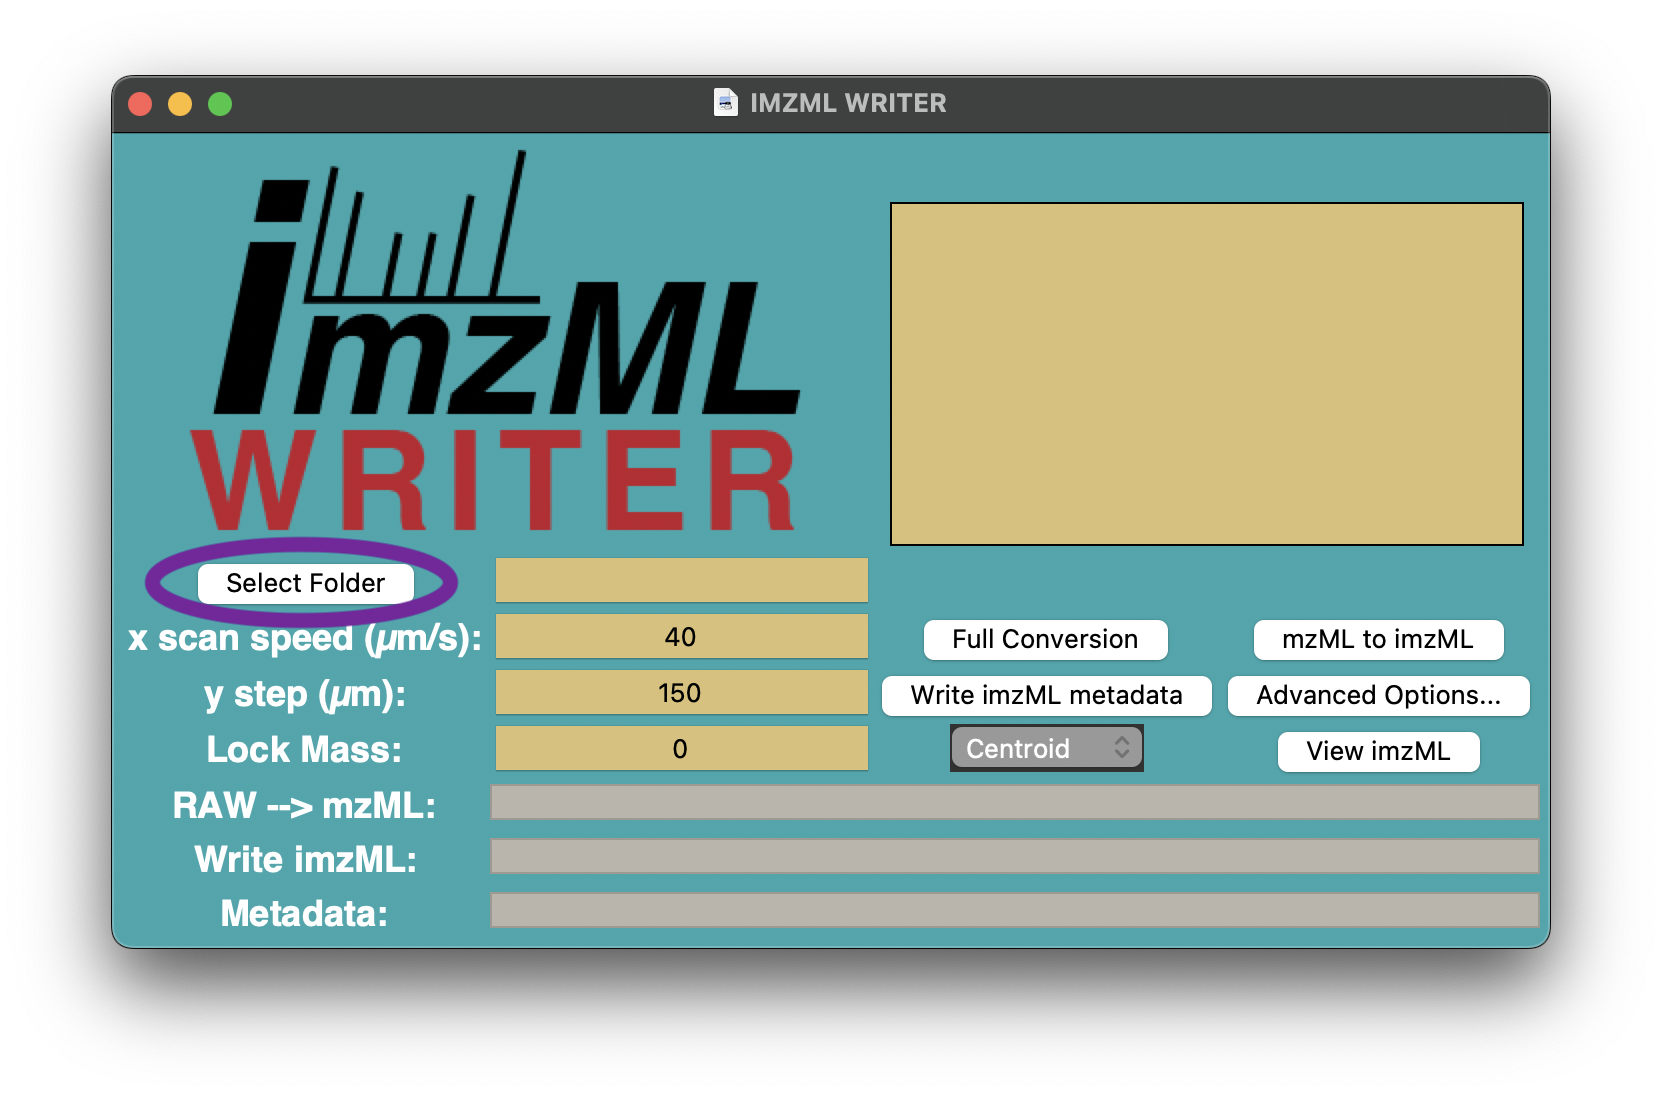 IMZML WRITER
imzML
WRITER
Select Folder
x scan speed (µm/s): 40 Full Conversion mzML to imzML
y step (µm): 150 Write imzML metadata Advanced Options...
Lock Mass: 0 Centroid View imzML
RAW --> mzML:
Write imzML:
Metadata: